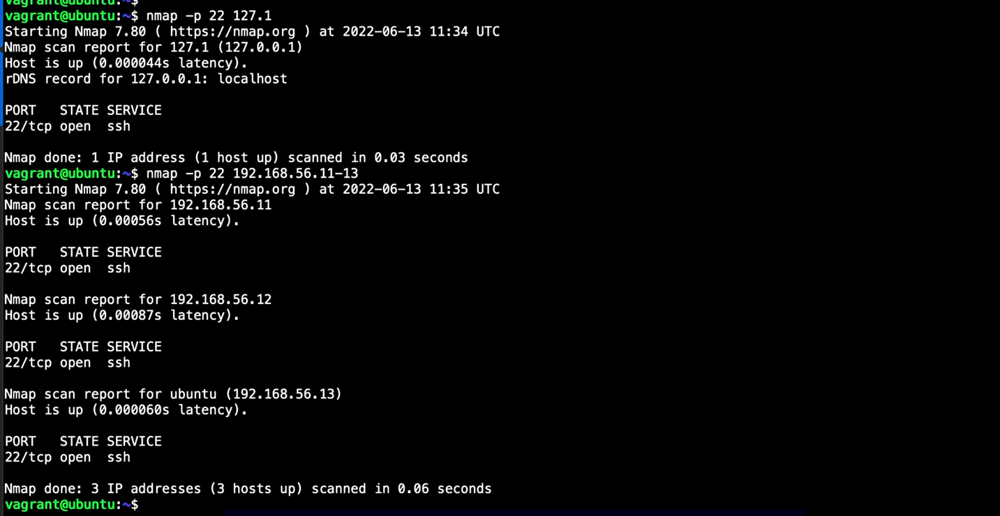 vagrant@ubuntu:~$
vagrant@ubuntu:~$ nmap -p 22 127.1
Starting Nmap 7.80 ( https://nmap.org ) at 2022-06-13 11:34 UTC
Nmap scan report for 127.1 (127.0.0.1)
Host is up (0.000044s latency).
rDNS record for 127.0.0.1: localhost
PORT   STATE SERVICE
22/tcp open  ssh
Nmap done: 1 IP address (1 host up) scanned in 0.03 seconds
vagrant@ubuntu:~$ nmap -p 22 192.168.56.11-13
Starting Nmap 7.80 ( https://nmap.org ) at 2022-06-13 11:35 UTC
Nmap scan report for 192.168.56.11
Host is up (0.00056s latency).
PORT   STATE SERVICE
22/tcp open  ssh
Nmap scan report for 192.168.56.12
Host is up (0.00087s latency).
PORT   STATE SERVICE
22/tcp open  ssh
Nmap scan report for ubuntu (192.168.56.13)
Host is up (0.000060s latency).
PORT   STATE SERVICE
22/tcp open  ssh
Nmap done: 3 IP addresses (3 hosts up) scanned in 0.06 seconds
vagrant@ubuntu:~$